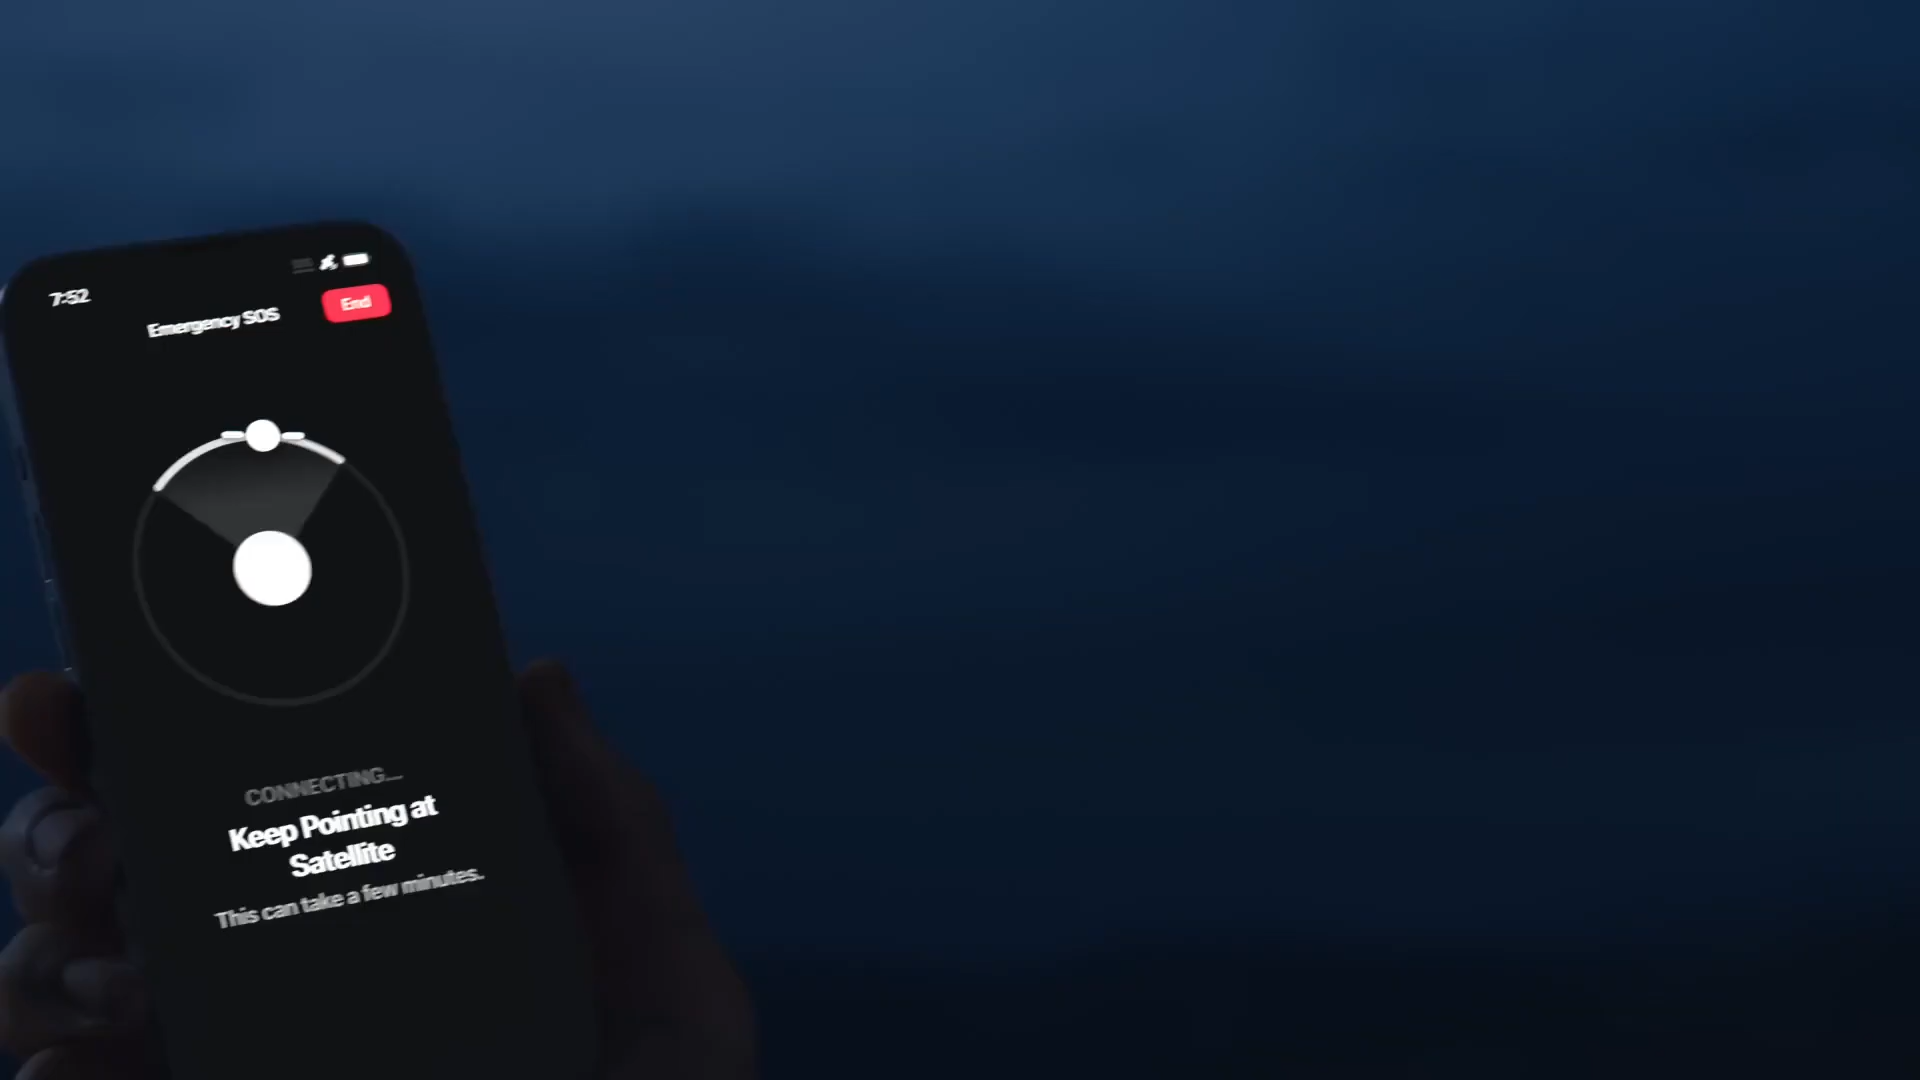 7:52
End
Emergency SOS
CONNECTING...
Keep Pointing at
Satellite
This can take a few minutes.